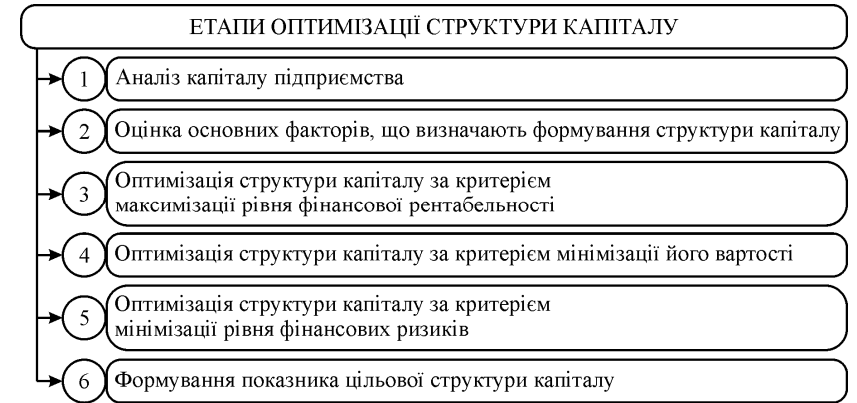 ЕТАПИ ОПТИМІЗАЦІЇ СТРУКТУРИ КАПІТАЛУ
1 Аналіз капіталу підприємства
2 Оцінка основних факторів, що визначають формування структури капіталу
3 Оптимізація структури капіталу за критерієм
максимізації рівня фінансової рентабельності
4 Оптимізація структури капіталу за критерієм мінімізації його вартості
5 Оптимізація структури капіталу за критерієм
мінімізації рівня фінансових ризиків
6 Формування показника цільової структури капіталу